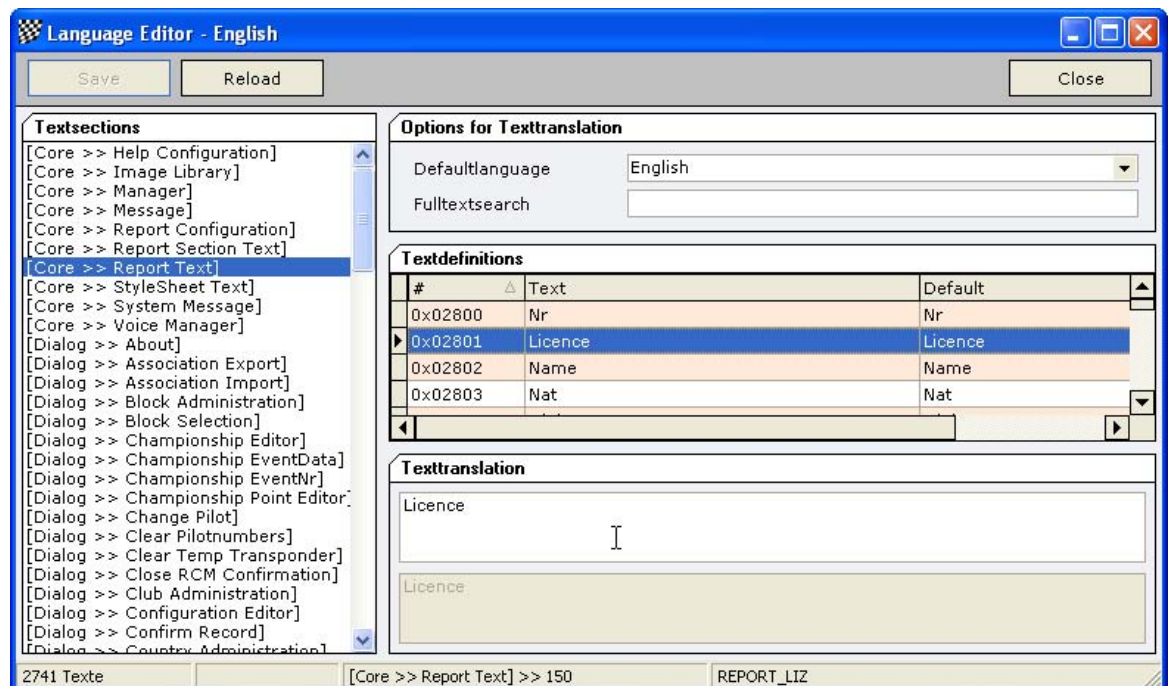 Language Editor - English
Save
Reload
Close
Textsections
[Core >> Help Configuration]
[Core >> Image Library]
[Core >> Manager]
[Core >> Message]
[Core >> Report Configuration]
[Core >> Report Section Text]
[Core >> Report Text]
[Core >> StyleSheet Text]
[Core >> System Message]
[Core >> Voice Manager]
[Dialog >> About]
[Dialog >> Association Export]
[Dialog >> Association Import]
[Dialog >> Block Administration]
[Dialog >> Block Selection]
[Dialog >> Championship Editor]
[Dialog >> Championship EventData]
[Dialog >> Championship EventNr]
[Dialog >> Championship Point Editor]
[Dialog >> Change Pilot]
[Dialog >> Clear Pilotnumbers]
[Dialog >> Clear Temp Transponder]
[Dialog >> Close RCM Confirmation]
[Dialog >> Club Administration]
[Dialog >> Configuration Editor]
[Dialog >> Confirm Record]
[Dialog >> Country Administration]
Options for Texttranslation
Defaultlanguage English
Fulltextsearch
Textdefinitions
# Text Default
0x02800 Nr Nr
0x02801 Licence Licence
0x02802 Name Name
0x02803 Nat Nat
Texttranslation
Licence
Licence
2741 Texte [Core >> Report Text] >> 150 REPORT_LIZ